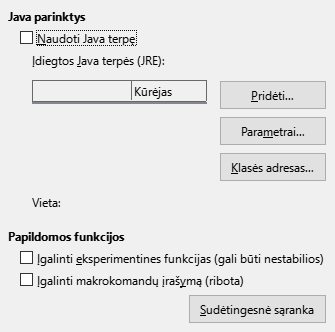 Java parinktys
Naudoti Java terpę
Įdiegtos Java terpės (JRE):
Kūrėjas
Pridėti...
Parametrai...
Klasės adresas...
Vieta:
Papildomos funkcijos
Įgalinti eksperimentines funkcijas (gali būti nestabilios)
Įgalinti makrokomandų įrašymą (ribota)
Sudėtingesnė sąranka